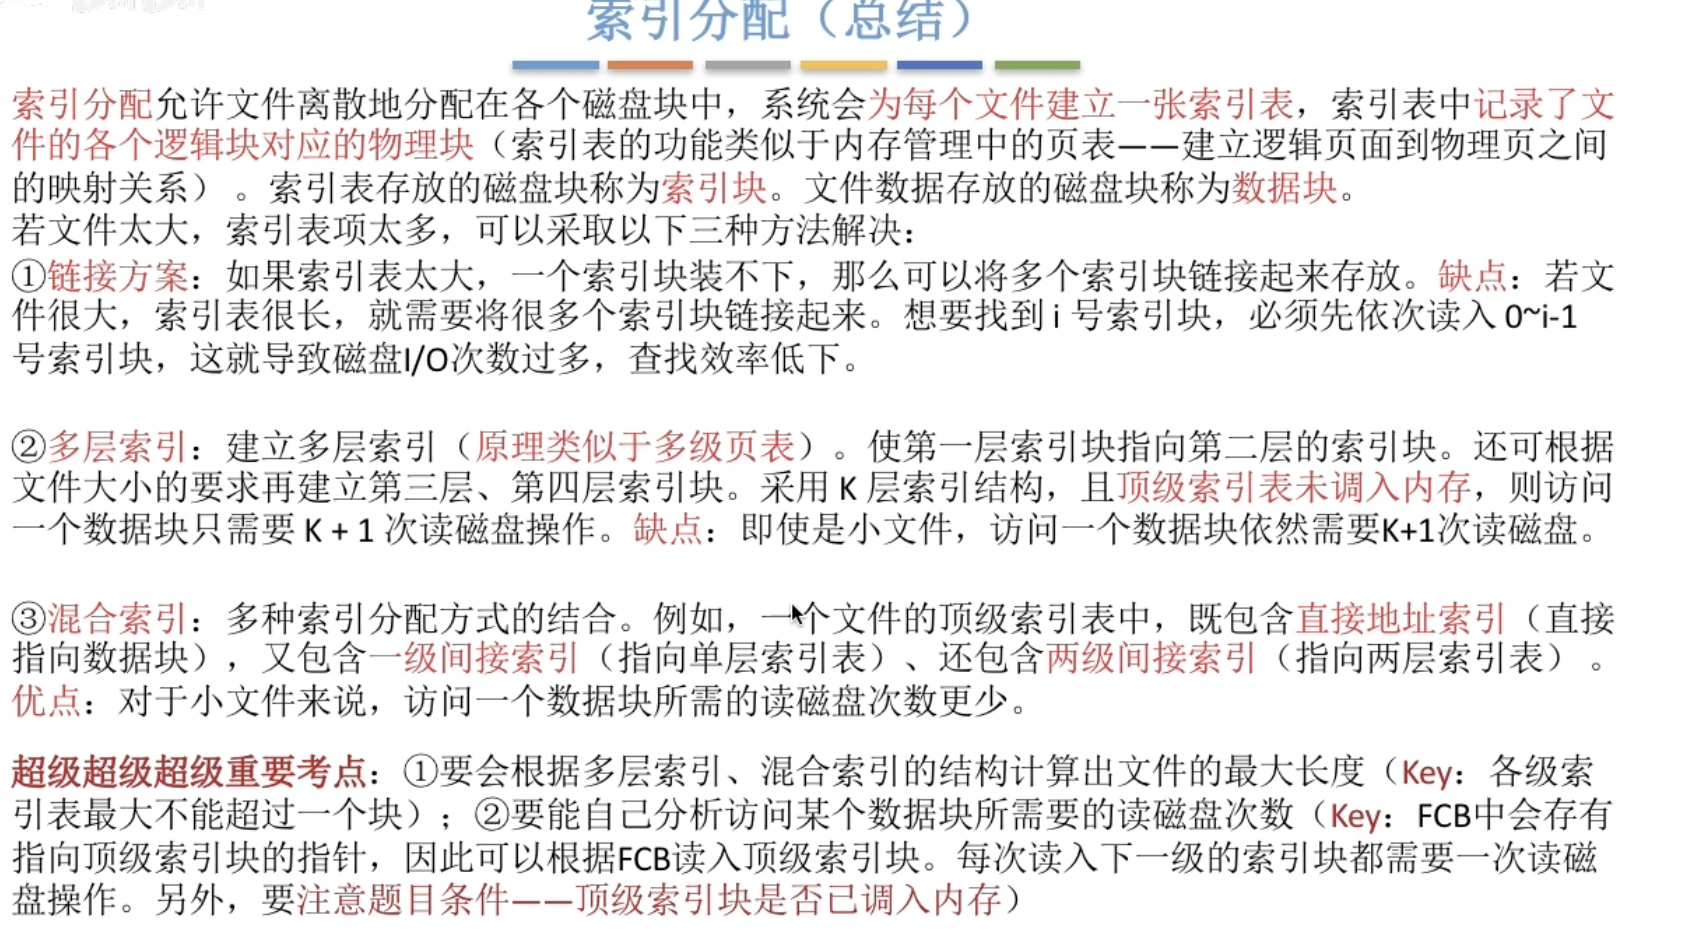 索引分配（总结）
索引分配允许文件离散地分配在各个磁盘块中，系统会为每个文件建立一张索引表，索引表中记录了文
件的各个逻辑块对应的物理块（索引表的功能类似于内存管理中的页表——建立逻辑页面到物理页之间
的映射关系）。索引表存放的磁盘块称为索引块。文件数据存放的磁盘块称为数据块。
若文件太大，索引表项太多，可以采取以下三种方法解决：
①链接方案：如果索引表太大，一个索引块装不下，那么可以将多个索引块链接起来存放。缺点：若文
件很大，索引表很长，就需要将很多个索引块链接起来。想要找到 i 号索引块，必须先依次读入 0~i-1
号索引块，这就导致磁盘I/O次数过多，查找效率低下。
②多层索引：建立多层索引（原理类似于多级页表）。使第一层索引块指向第二层的索引块。还可根据
文件大小的要求再建立第三层、第四层索引块。采用 K 层索引结构，且顶级索引表未调入内存，则访问
一个数据块只需要 K + 1 次读磁盘操作。缺点：即使是小文件，访问一个数据块依然需要K+1次读磁盘。
③混合索引：多种索引分配方式的结合。例如，一个文件的顶级索引表中，既包含直接地址索引（直接
指向数据块），又包含一级间接索引（指向单层索引表）、还包含两级间接索引（指向两层索引表）。
优点：对于小文件来说，访问一个数据块所需的读磁盘次数更少。
超级超级超级重要考点：①要会根据多层索引、混合索引的结构计算出文件的最大长度（Key：各级索
引表最大不能超过一个块）；②要能自己分析访问某个数据块所需要的读磁盘次数（Key：FCB中会存有
指向顶级索引块的指针，因此可以根据FCB读入顶级索引块。每次读入下一级的索引块都需要一次读磁
盘操作。另外，要注意题目条件——顶级索引块是否已调入内存）